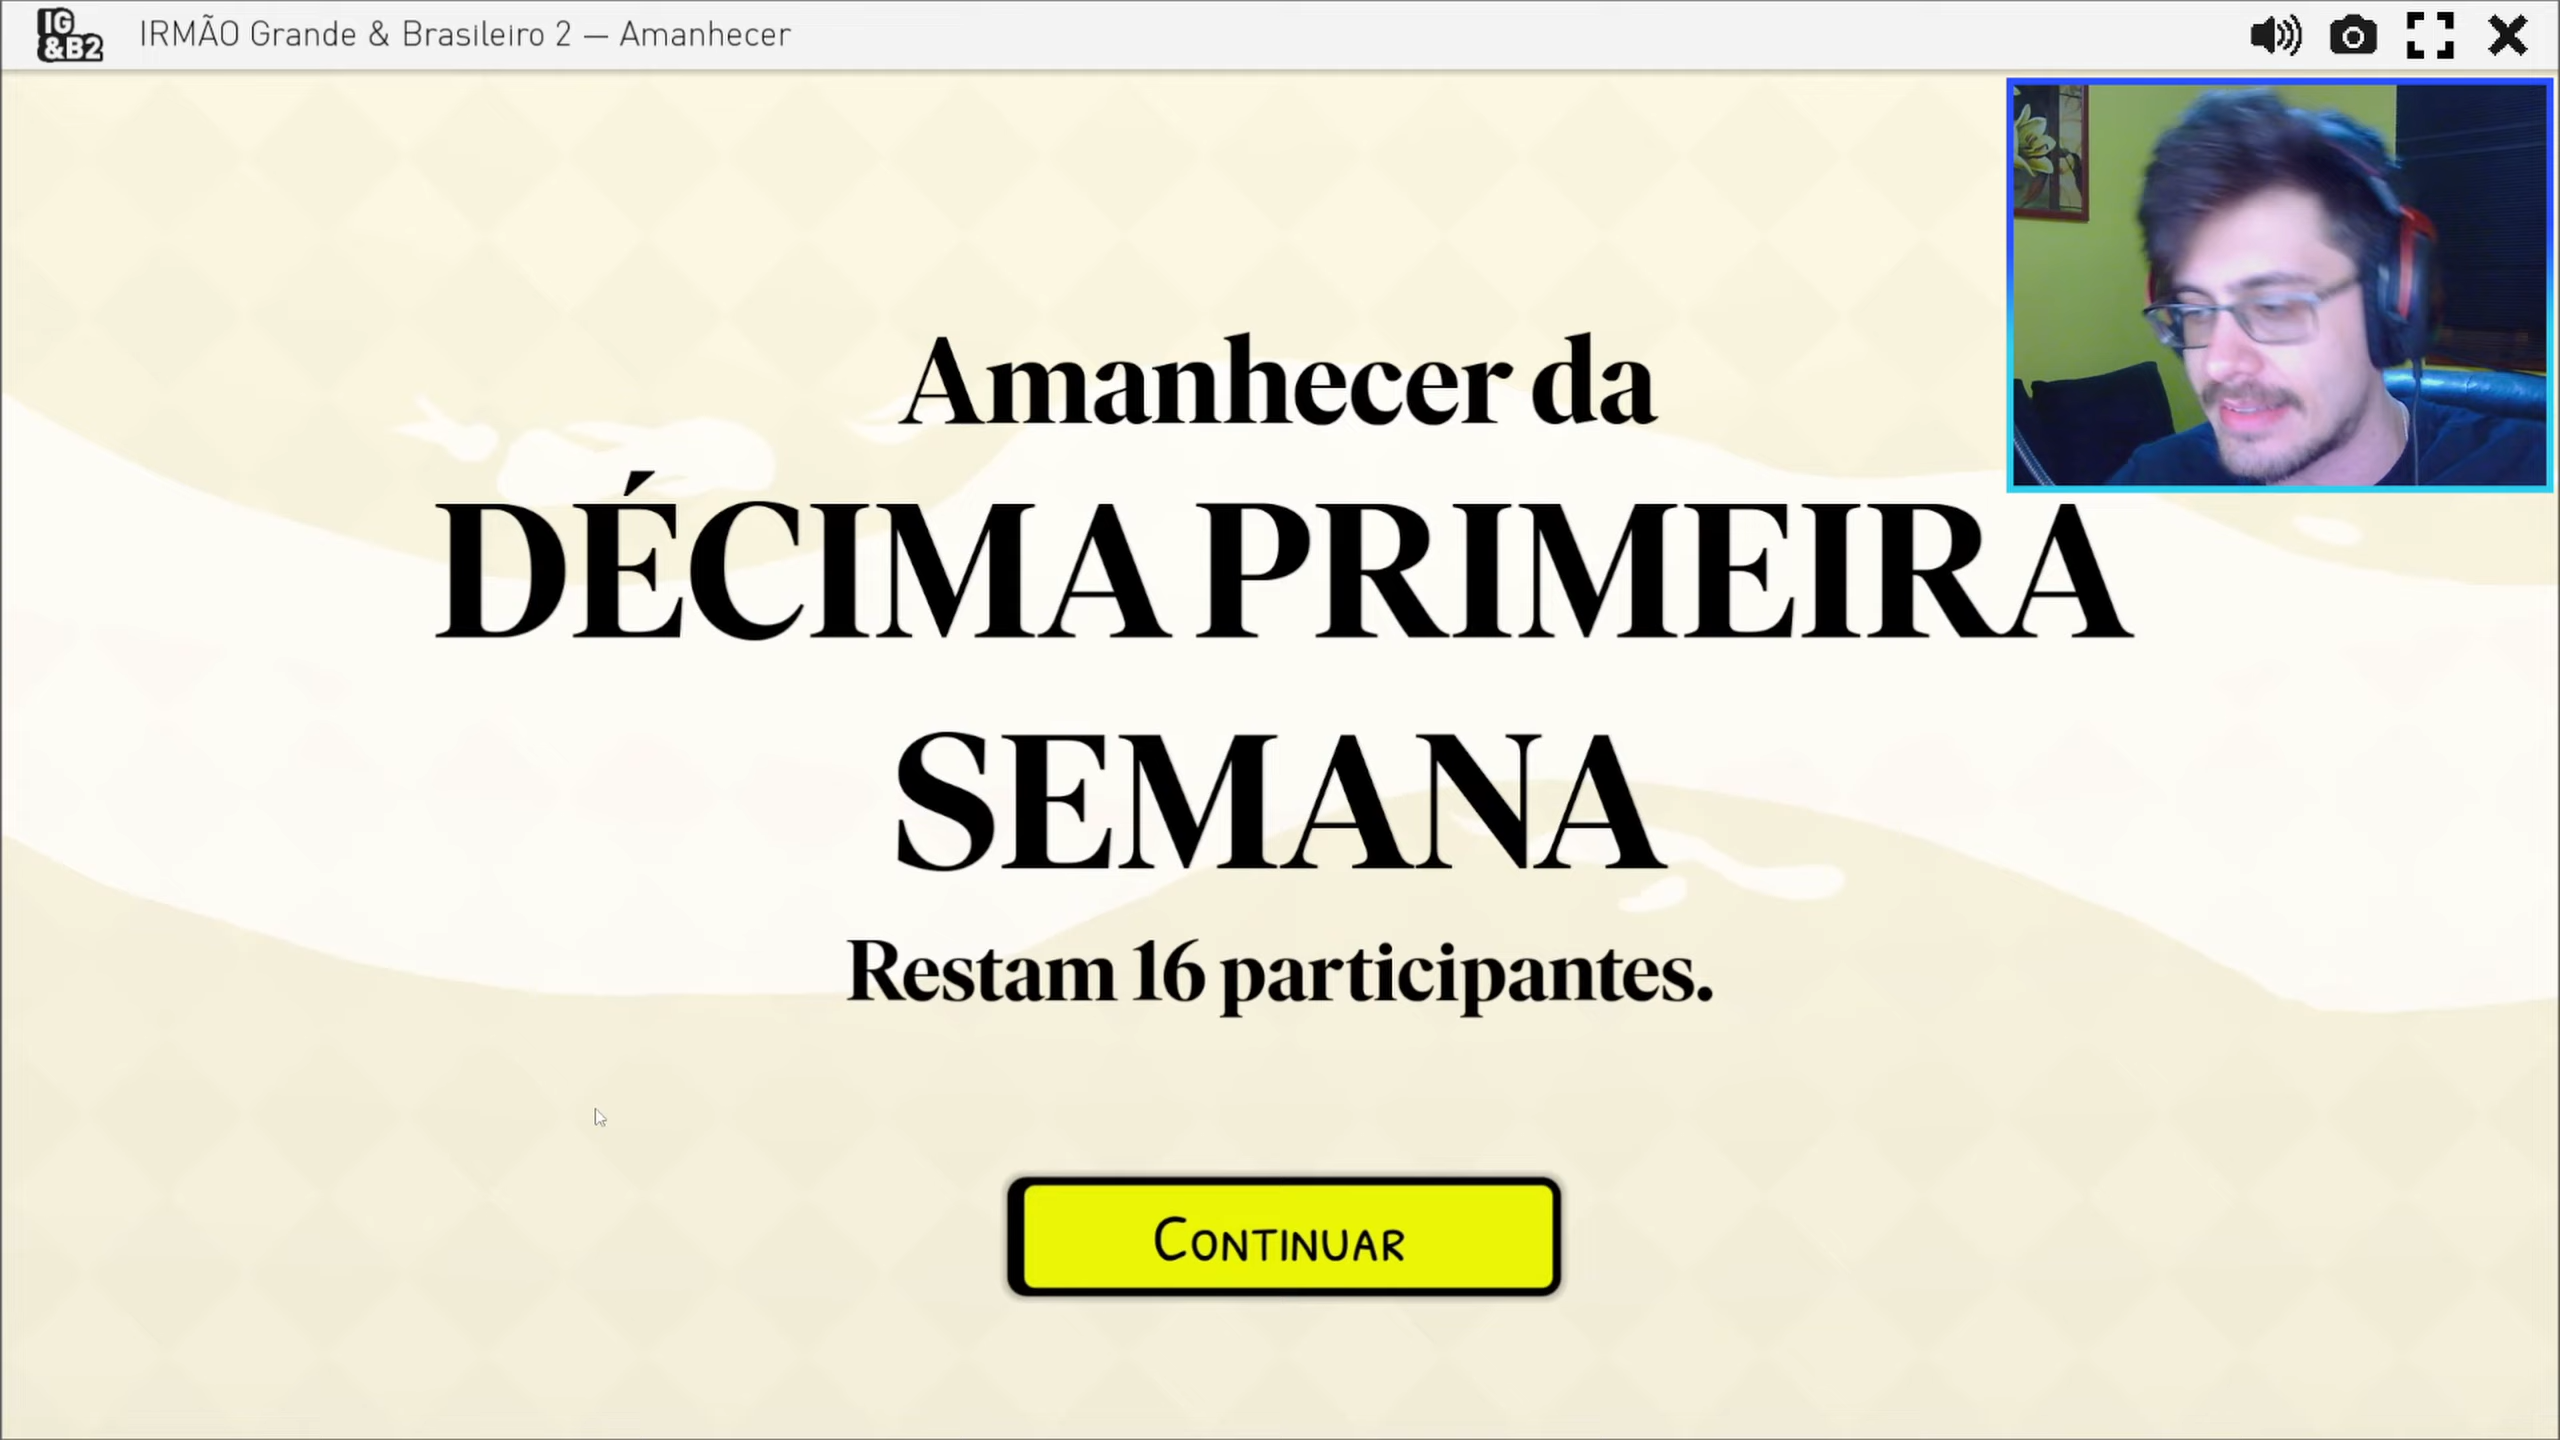 IG
&B2
IRMÃO Grande & Brasileiro 2 — Amanhecer
Amanhecer da
DÉCIMA PRIMEIRA
SEMANA
Restam 16 participantes.
CONTINUAR